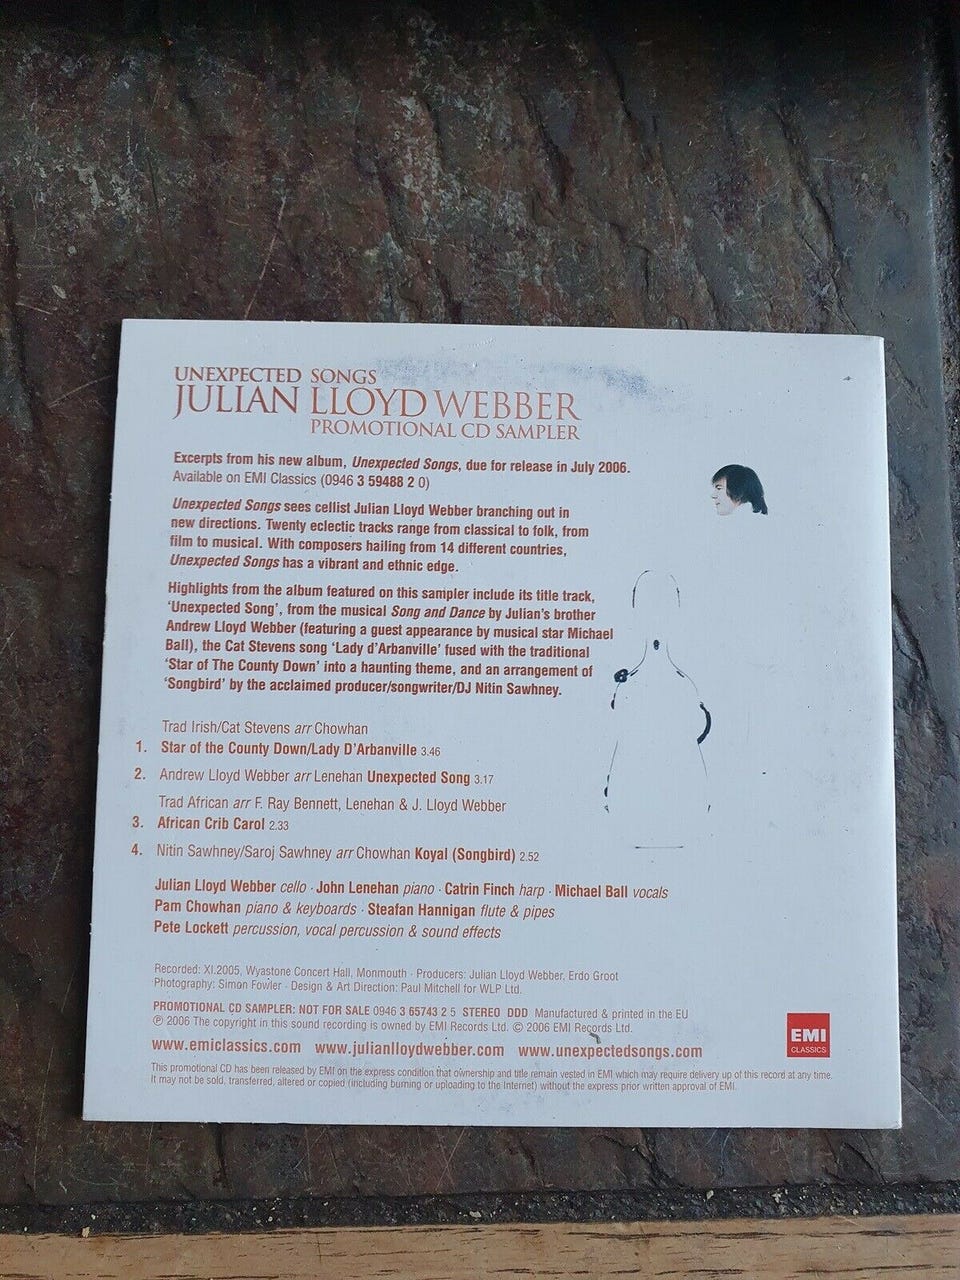 UNEXPECTED SONGS
JULIAN LLOYD WEBBER
PROMOTIONAL CD SAMPLER
Excerpts from his new album, Unexpected Songs, due for release in July 2006.
Available on EMI Classics (0946 3 59488 2 0)
Unexpected Songs sees cellist Julian Lloyd Webber branching out in
new directions. Twenty eclectic tracks range from classical to folk, from
film to musical. With composers hailing from 14 different countries,
Unexpected Songs has a vibrant and ethnic edge.
Highlights from the album featured on this sampler include its title track,
‘Unexpected Song’, from the musical Song and Dance by Julian’s brother
Andrew Lloyd Webber (featuring a guest appearance by musical star Michael
Ball), the Cat Stevens song ‘Lady d’Arbanville’ fused with the traditional
‘Star of The County Down’ into a haunting theme, and an arrangement of
‘Songbird’ by the acclaimed producer/songwriter/DJ Nitin Sawhney.
Trad Irish/Cat Stevens arr Chowhan
1. Star of the County Down/Lady D’Arbanville 3.46
2. Andrew Lloyd Webber arr Lenehan Unexpected Song 3.17
Trad African arr F. Ray Bennett, Lenehan & J. Lloyd Webber
3. African Crib Carol 2.33
4. Nitin Sawhney/Saroj Sawhney arr Chowhan Koyal (Songbird) 2.52
Julian Lloyd Webber cello · John Lenehan piano · Catrin Finch harp · Michael Ball vocals
Pam Chowhan piano & keyboards · Steafan Hannigan flute & pipes
Pete Lockett percussion, vocal percussion & sound effects
Recorded: XI.2005, Wyastone Concert Hall, Monmouth · Producers: Julian Lloyd Webber, Erdo Groot
Photography: Simon Fowler · Design & Art Direction: Paul Mitchell for WLP Ltd.
PROMOTIONAL CD SAMPLER: NOT FOR SALE 0946 3 65743 2 5 STEREO DDD Manufactured & printed in the EU
℗ 2006 The copyright in this sound recording is owned by EMI Records Ltd. © 2006 EMI Records Ltd.
www.emiclassics.com www.julianlloydwebber.com www.unexpectedsongs.com
EMI
CLASSICS
This promotional CD has been released by EMI on the express condition that ownership and title remain vested in EMI which may require delivery up of this record at any time.
It may not be sold, transferred, altered or copied (including burning or uploading to the Internet) without the express prior written approval of EMI.